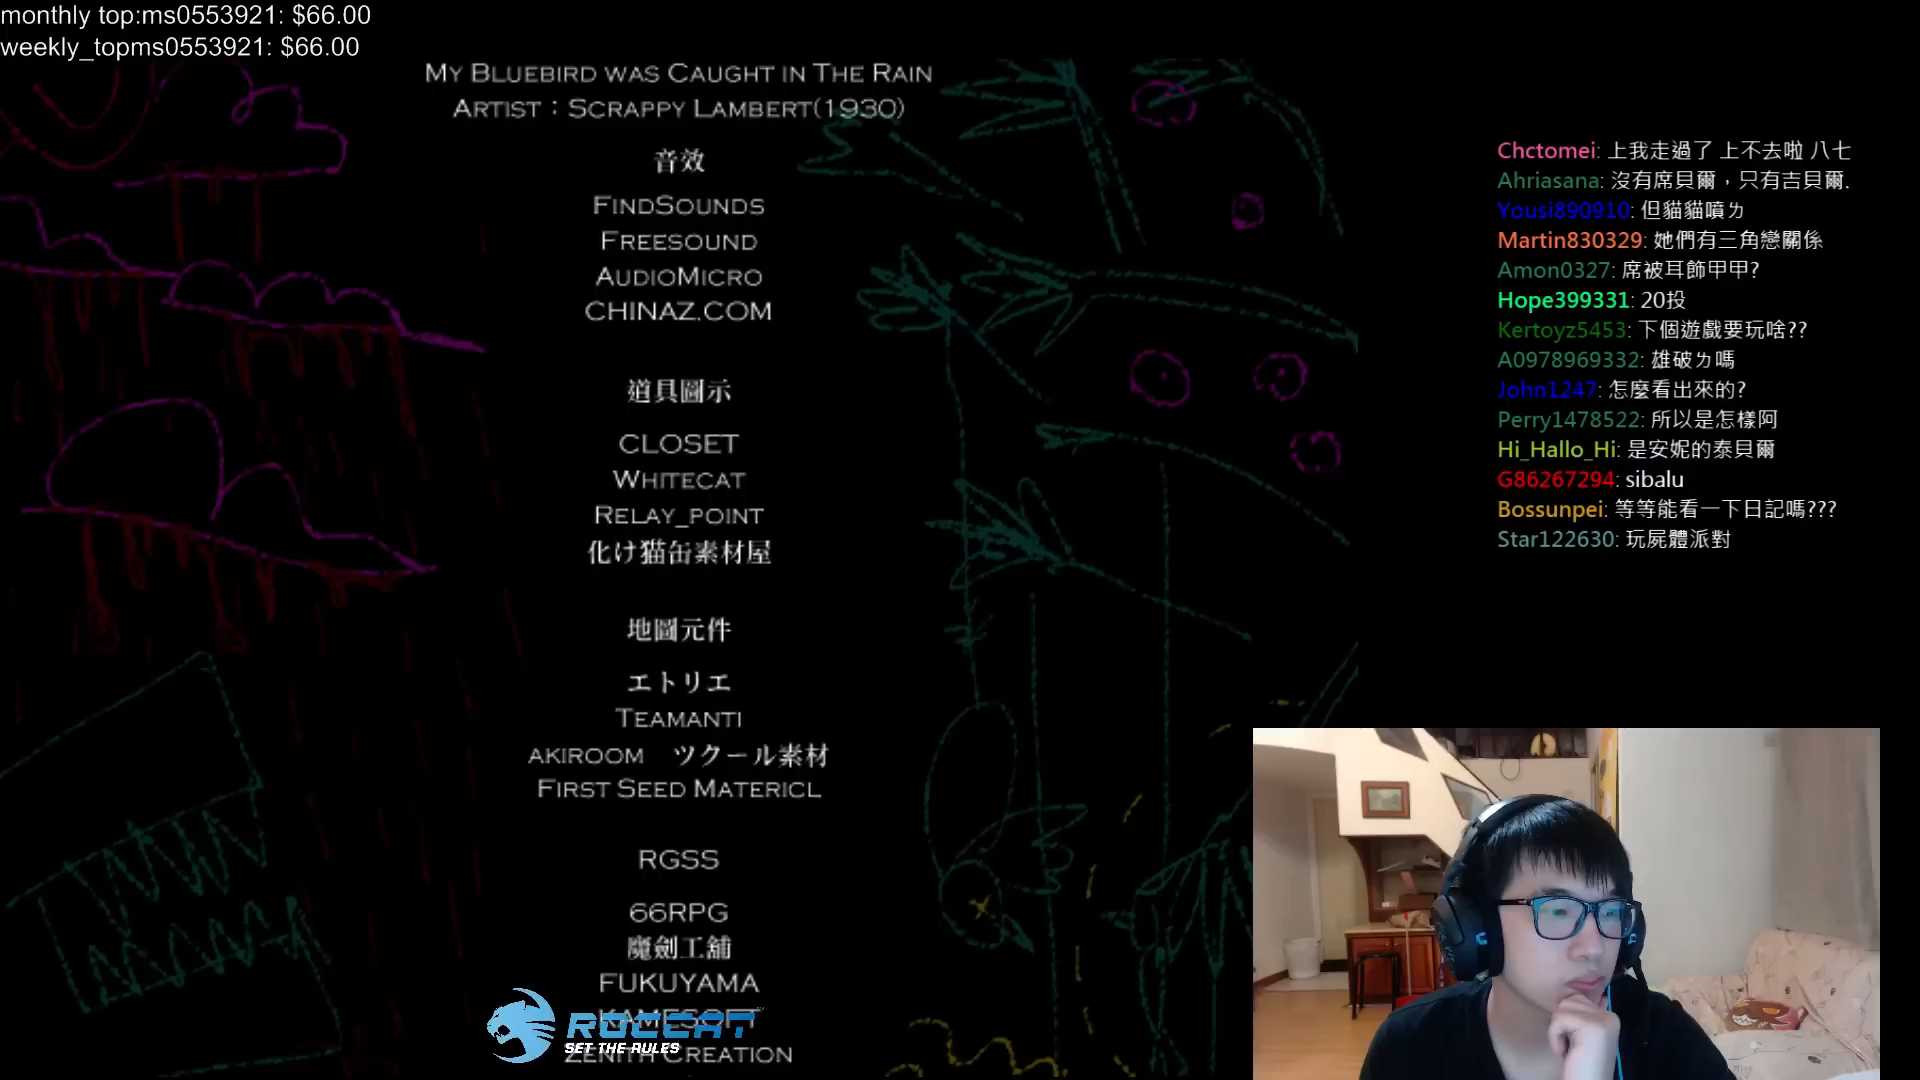 monthly top:ms0553921: $66.00
weekly_topms0553921: $66.00
My Bluebird was Caught in The Rain
Artist：Scrappy Lambert(1930)
音效
FindSounds
Freesound
AudioMicro
CHINAZ.COM
道具圖示
CLOSET
Whitecat
Relay_point
化け猫缶素材屋
地圖元件
エトリエ
Teamanti
akiroom　ツクール素材
First Seed Matericl
RGSS
66RPG
魔劍工舖
FUKUYAMA
KAMESOFT
Zenith Creation
ROCCAT
SET THE RULES
Chctomei: 上我走過了 上不去啦 八七
Ahriasana: 沒有席貝爾，只有吉貝爾.
Yousi890910: 但貓貓噴ㄌ
Martin830329: 她們有三角戀關係
Amon0327: 席被耳飾甲甲?
Hope399331: 20投
Kertoyz5453: 下個遊戲要玩啥??
A0978969332: 雄破ㄌ嗎
John1247: 怎麼看出來的?
Perry1478522: 所以是怎樣阿
Hi_Hallo_Hi: 是安妮的泰貝爾
G86267294: sibalu
Bossunpei: 等等能看一下日記嗎???
Star122630: 玩屍體派對